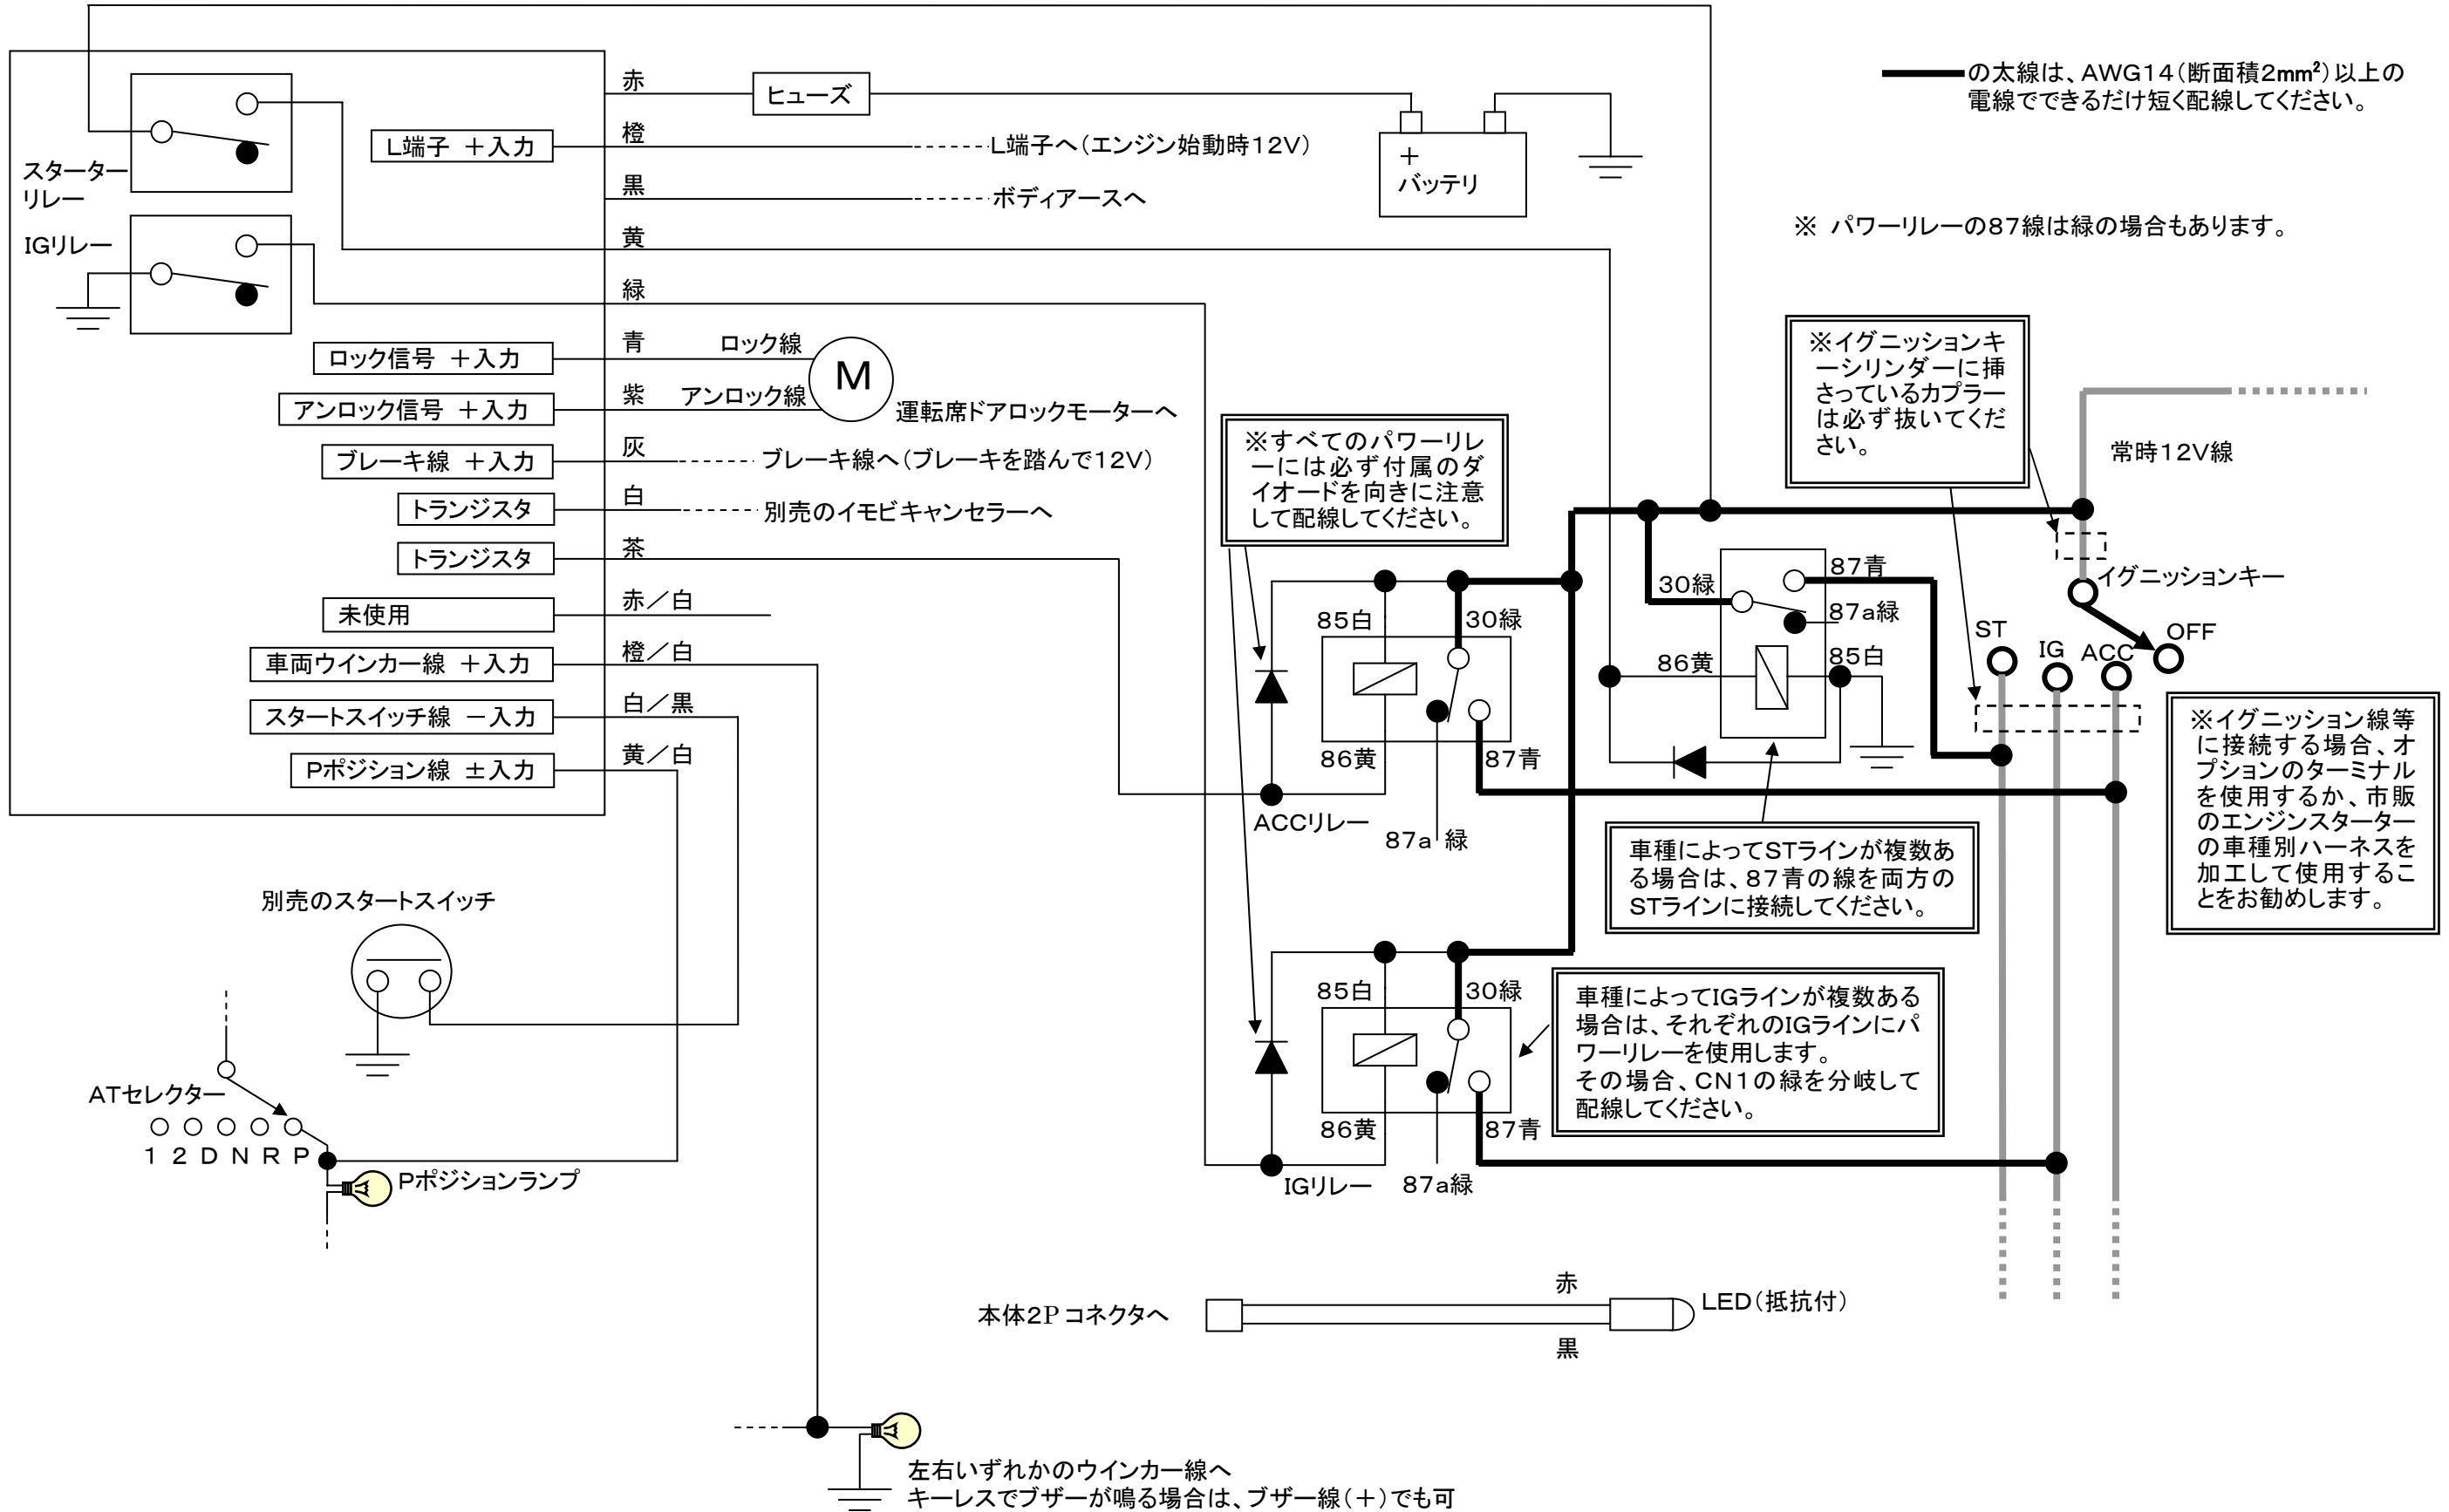 スターター
リレー
IGリレー
L端子 ＋入力
ロック信号 ＋入力
アンロック信号 ＋入力
ブレーキ線 ＋入力
トランジスタ
トランジスタ
未使用
車両ウインカー線 ＋入力
スタートスイッチ線 －入力
Pポジション線 ±入力
赤
橙
黒
黄
緑
青
紫
灰
白
茶
赤／白
橙／白
白／黒
黄／白
ヒューズ
L端子へ（エンジン始動時12V）
ボディアースへ
＋
バッテリ
ロック線
アンロック線
M
運転席ドアロックモーターへ
ブレーキ線へ（ブレーキを踏んで12V）
別売のイモビキャンセラーへ
の太線は、AWG14（断面積2mm²）以上の
電線でできるだけ短く配線してください。
※ パワーリレーの87線は緑の場合もあります。
※イグニッションキ
ーシリンダーに挿
さっているカプラー
は必ず抜いてくだ
さい。
常時12V線
※すべてのパワーリレ
ーには必ず付属のダ
イオードを向きに注意
して配線してください。
85白
30緑
86黄
87青
ACCリレー
87a 緑
30緑
87青
87a緑
86黄
85白
イグニッションキー
ST
IG
ACC
OFF
※イグニッション線等
に接続する場合、オ
プションのターミナル
を使用するか、市販
のエンジンスターター
の車種別ハーネスを
加工して使用するこ
とをお勧めします。
車種によってSTラインが複数あ
る場合は、87青の線を両方の
STラインに接続してください。
85白
30緑
86黄
87青
IGリレー
87a緑
車種によってIGラインが複数ある
場合は、それぞれのIGラインにパ
ワーリレーを使用します。
その場合、CN1の緑を分岐して
配線してください。
別売のスタートスイッチ
ATセレクター
1 2 D N R P
Pポジションランプ
本体2P コネクタへ
赤
黒
LED（抵抗付）
左右いずれかのウインカー線へ
キーレスでブザーが鳴る場合は、ブザー線（＋）でも可